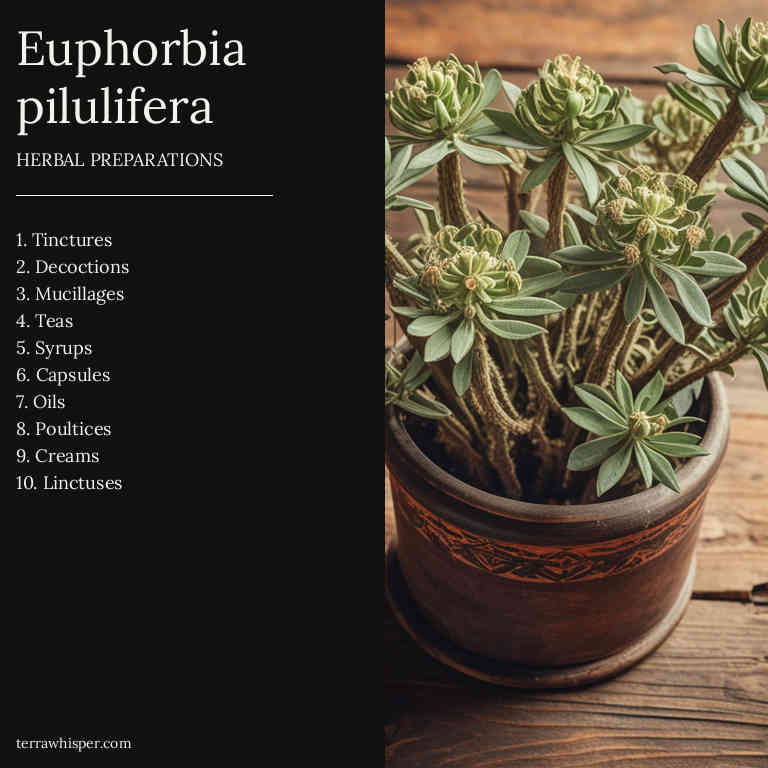 Euphorbia
pilulifera
HERBAL PREPARATIONS
1. Tinctures
2. Decoctions
3. Mucillages
4. Teas
5. Syrups
6. Capsules
7. Oils
8. Poultices
9. Creams
10. Linctuses
terrawhisper.com